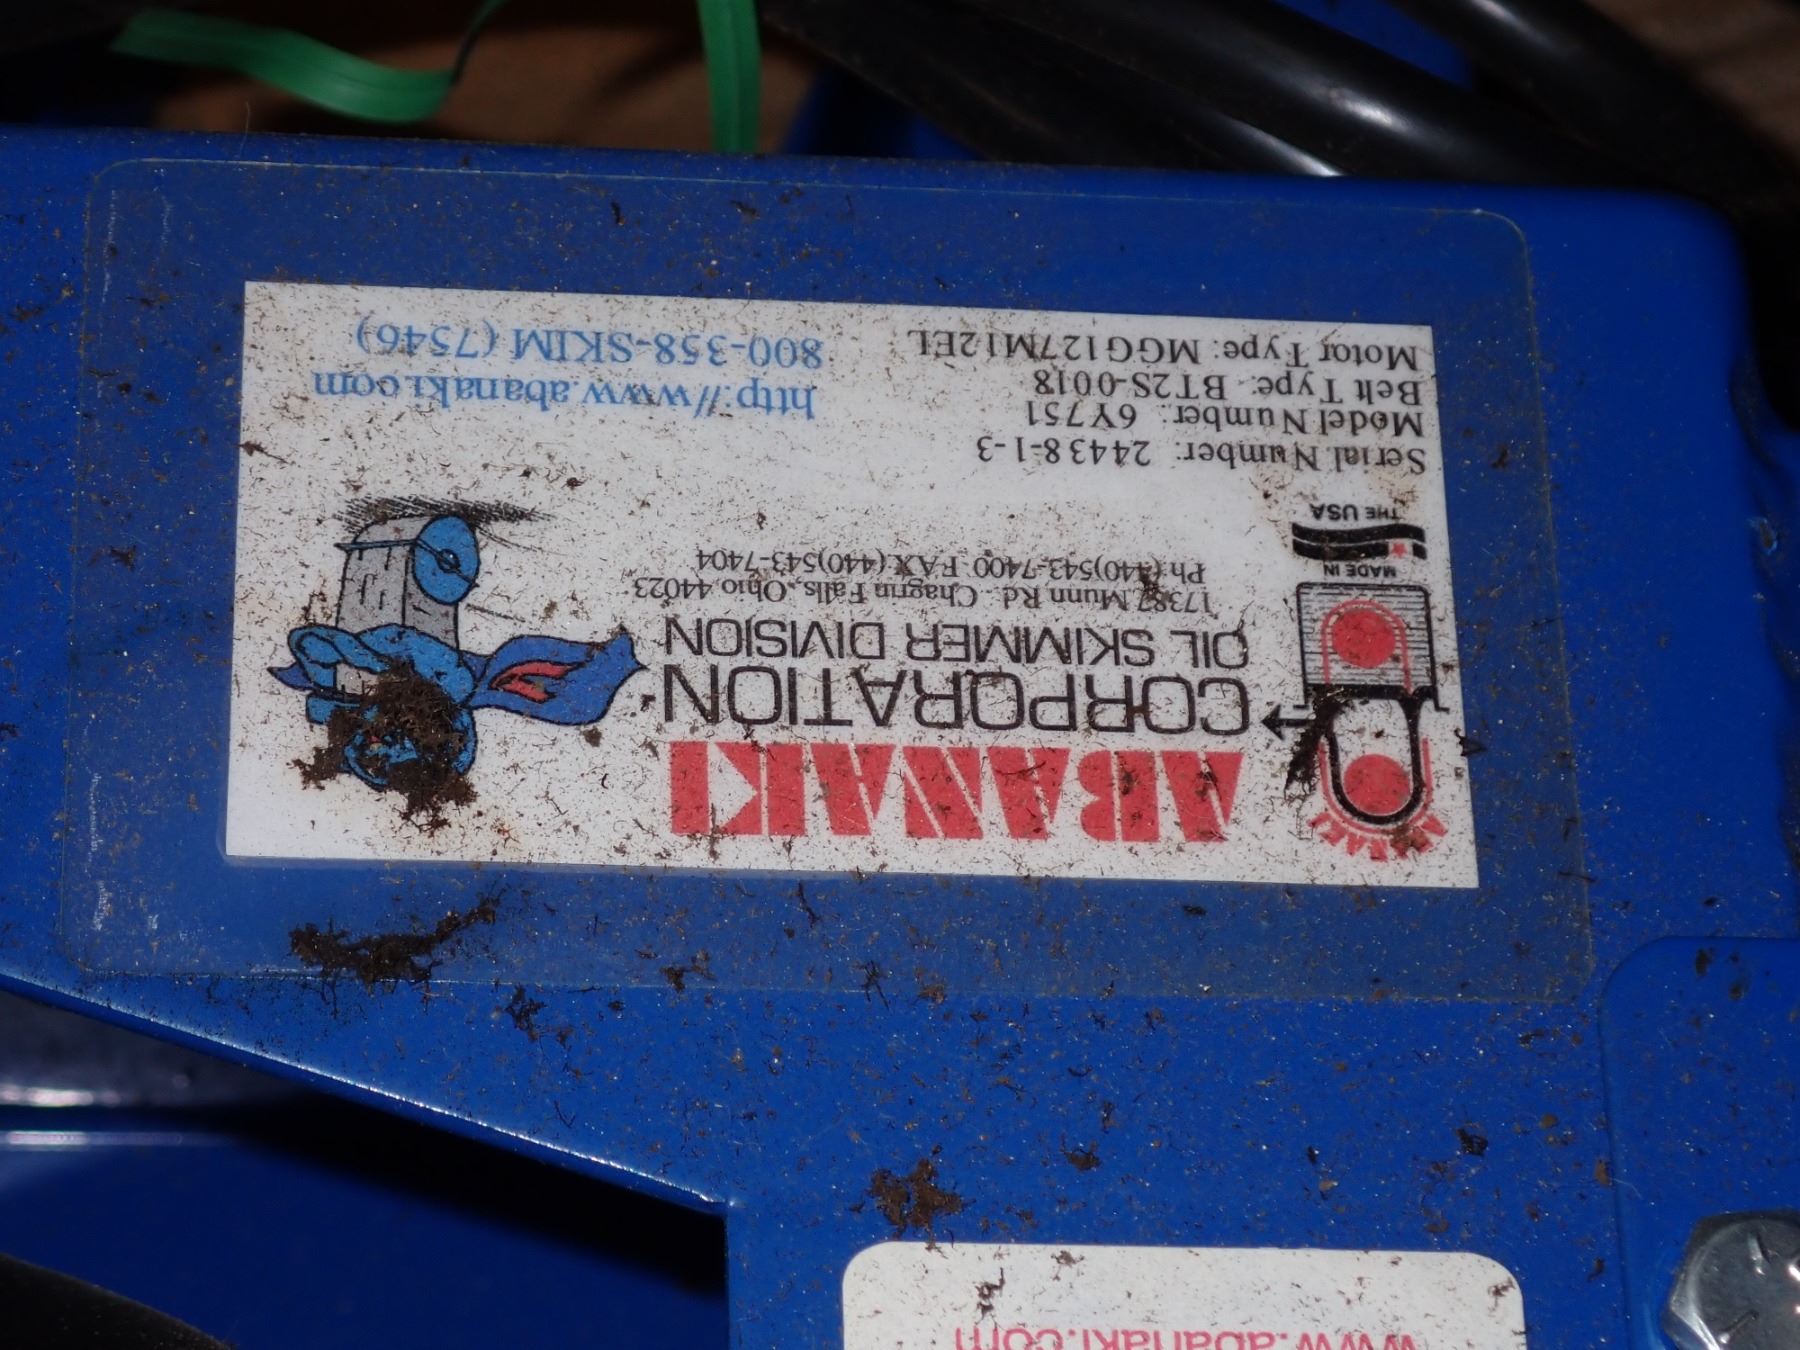 ABANAKI
ABANAKI
CORPORATION
OIL SKIMMER DIVISION
17387 Munn Rd. Chagrin Falls, Ohio 44023
Ph (440)543-7400 FAX (440)543-7404
MADE IN
THE USA
Serial Number: 24438-1-3
Model Number: 6Y751
Belt Type: BT2S-0018
Motor Type: MGG127M12EL
http://www.abanaki.com
800-358-SKIM (7546)
www.abanaki.com